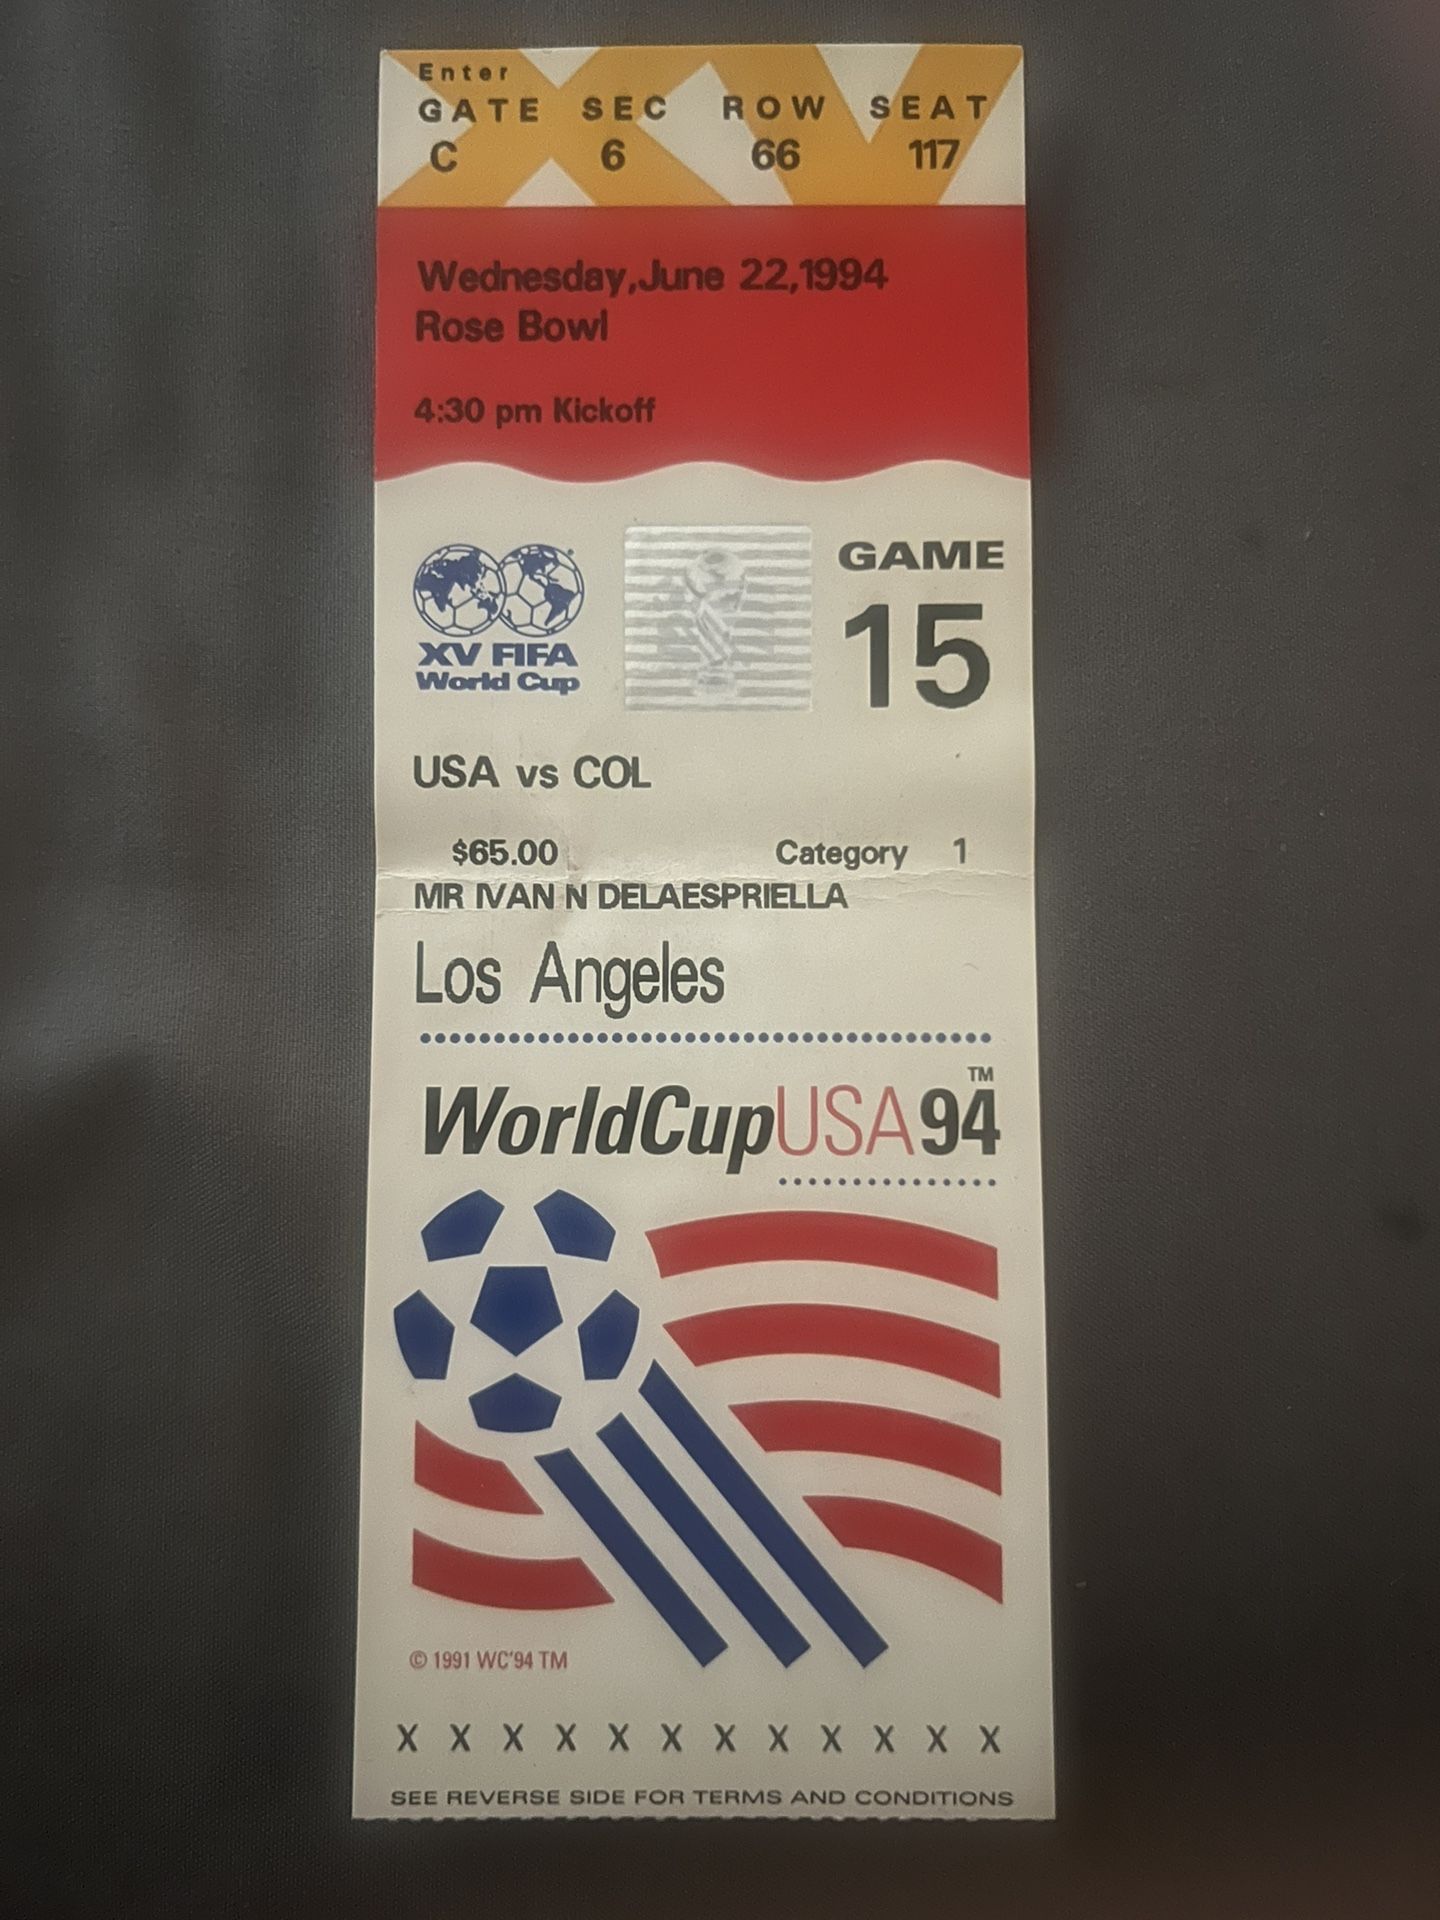 Enter
GATE SEC ROW SEAT
C 6 66 117
Wednesday,June 22,1994
Rose Bowl
4:30 pm Kickoff
XV FIFA
World Cup
GAME
15
USA vs COL
$65.00 Category 1
MR IVAN N DELAESPRIELLA
Los Angeles
WorldCupUSA94 TM
© 1991 WC'94 TM
X X X X X X X X X X X X
SEE REVERSE SIDE FOR TERMS AND CONDITIONS